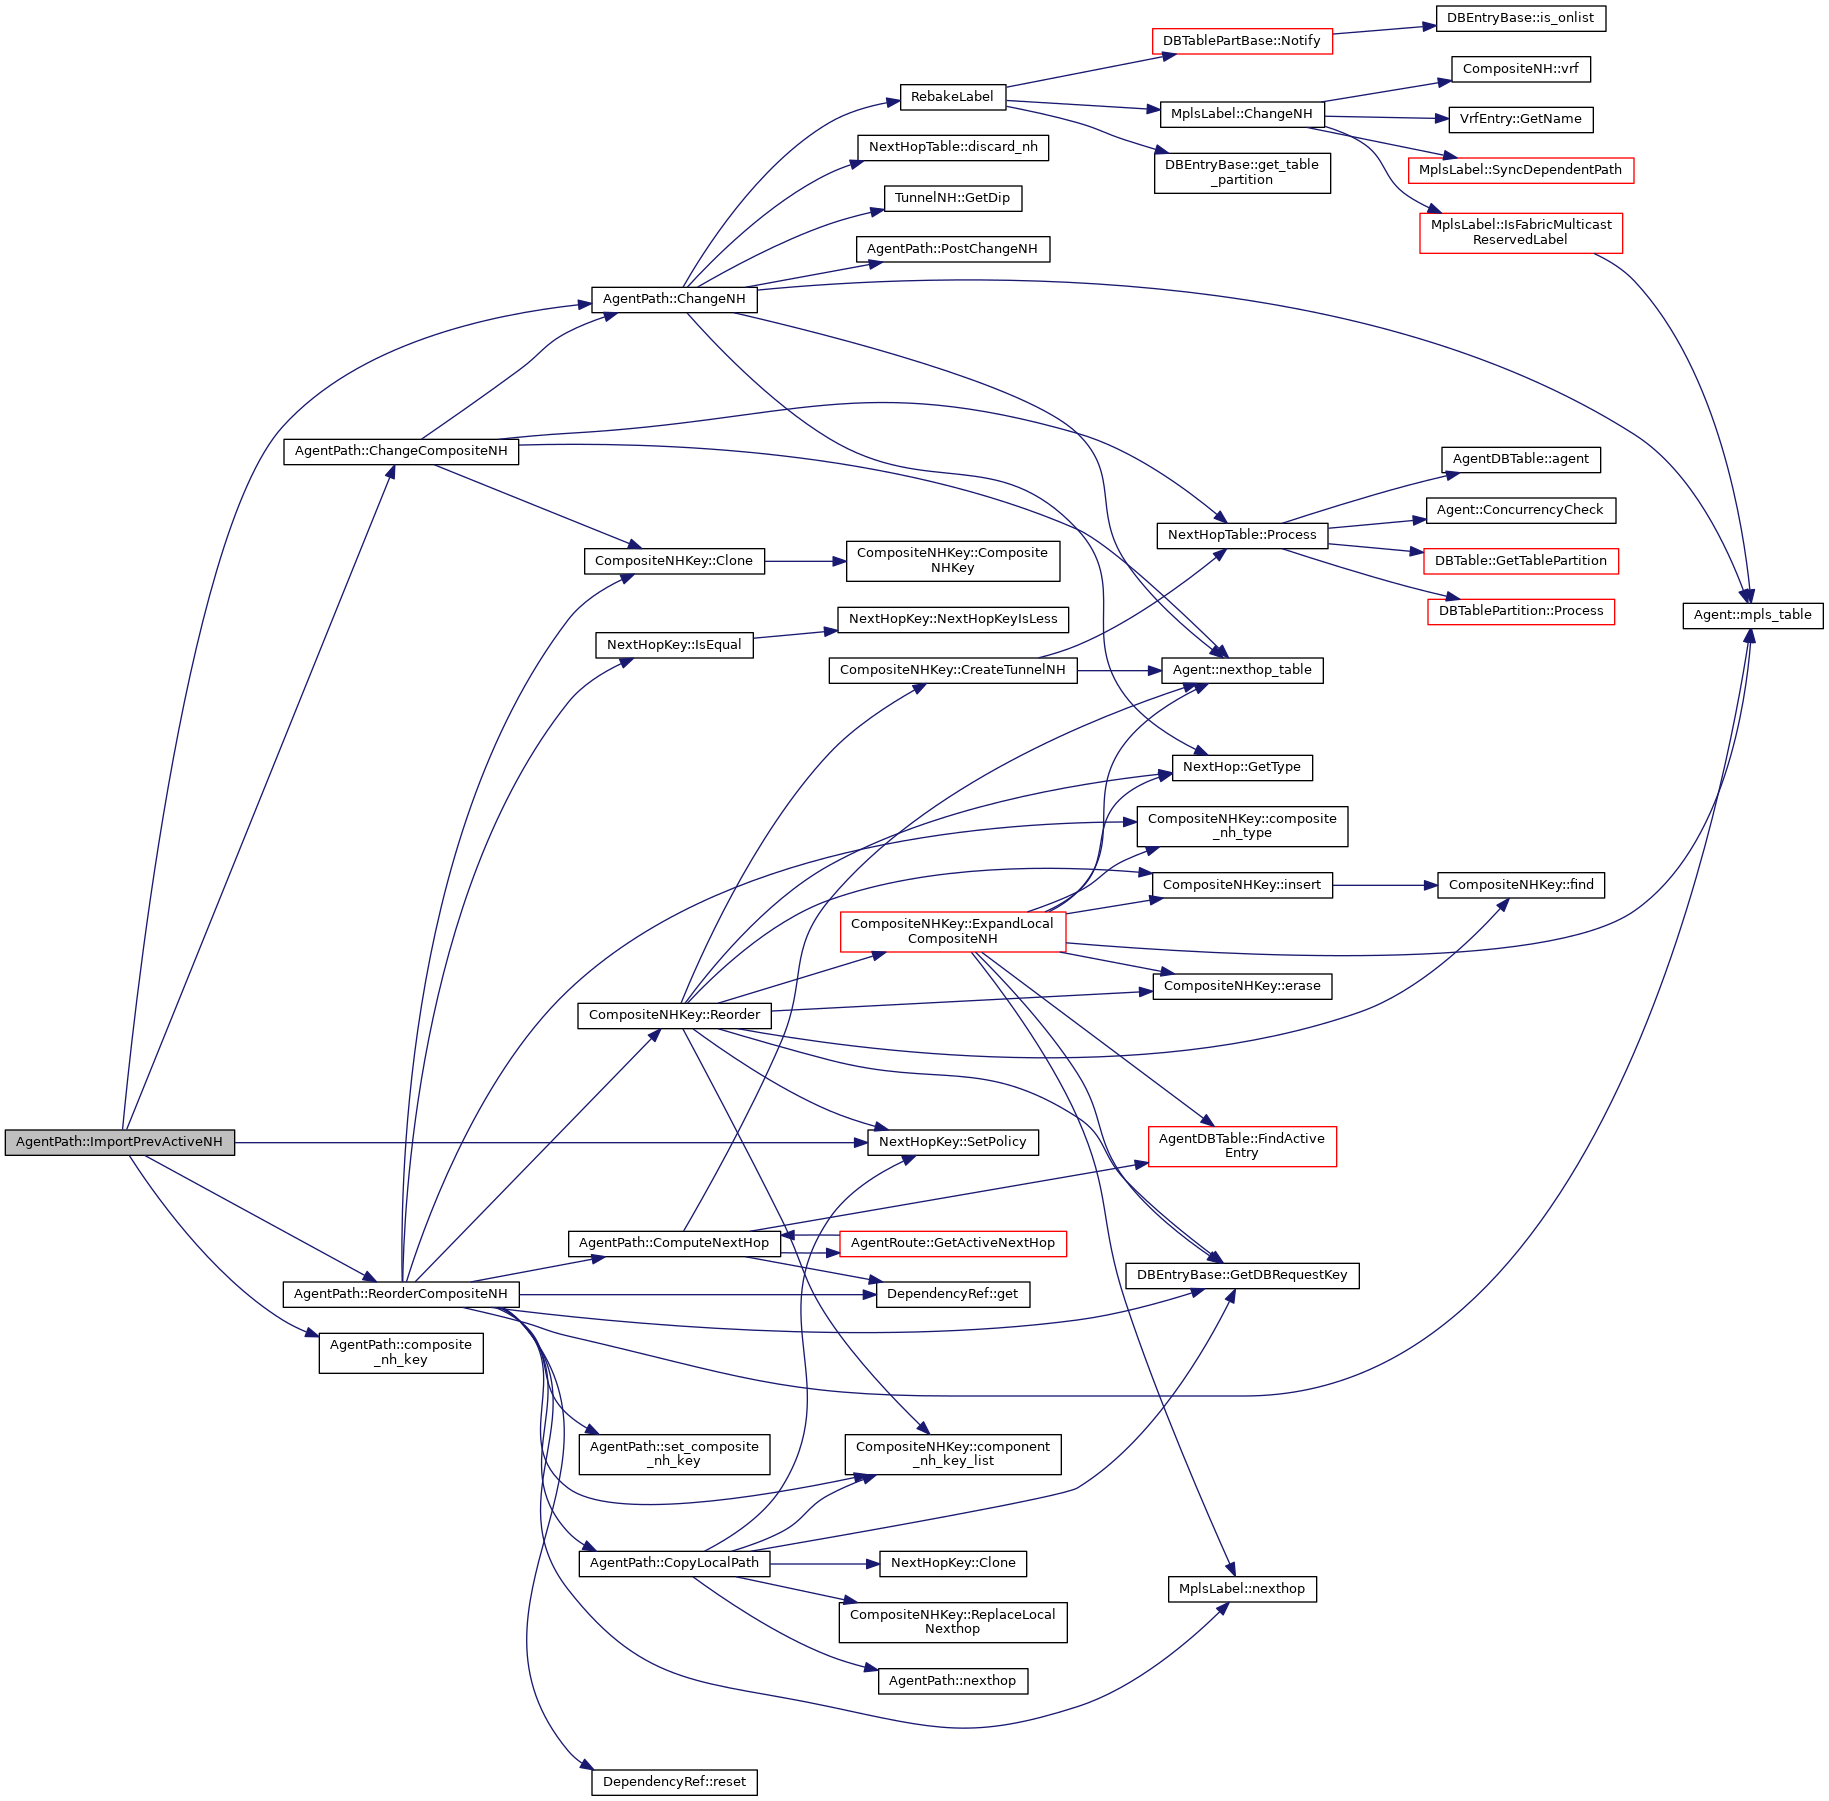 AgentPath::ImportPrevActiveNH
AgentPath::ChangeCompositeNH
AgentPath::ReorderCompositeNH
AgentPath::composite
_nh_key
AgentPath::ChangeNH
CompositeNHKey::Clone
NextHopKey::IsEqual
CompositeNHKey::Reorder
AgentPath::ComputeNextHop
AgentPath::set_composite
_nh_key
AgentPath::CopyLocalPath
DependencyRef::reset
RebakeLabel
NextHopTable::discard_nh
TunnelNH::GetDip
AgentPath::PostChangeNH
CompositeNHKey::Composite
NHKey
NextHopKey::NextHopKeyIsLess
CompositeNHKey::CreateTunnelNH
CompositeNHKey::ExpandLocal
CompositeNH
NextHopKey::SetPolicy
AgentRoute::GetActiveNextHop
DependencyRef::get
CompositeNHKey::component
_nh_key_list
NextHopKey::Clone
CompositeNHKey::ReplaceLocal
Nexthop
AgentPath::nexthop
DBTablePartBase::Notify
MplsLabel::ChangeNH
DBEntryBase::get_table
_partition
NextHopTable::Process
Agent::nexthop_table
NextHop::GetType
CompositeNHKey::composite
_nh_type
CompositeNHKey::insert
CompositeNHKey::erase
AgentDBTable::FindActive
Entry
DBEntryBase::GetDBRequestKey
MplsLabel::nexthop
DBEntryBase::is_onlist
CompositeNH::vrf
VrfEntry::GetName
MplsLabel::SyncDependentPath
MplsLabel::IsFabricMulticast
ReservedLabel
AgentDBTable::agent
Agent::ConcurrencyCheck
DBTable::GetTablePartition
DBTablePartition::Process
CompositeNHKey::find
Agent::mpls_table